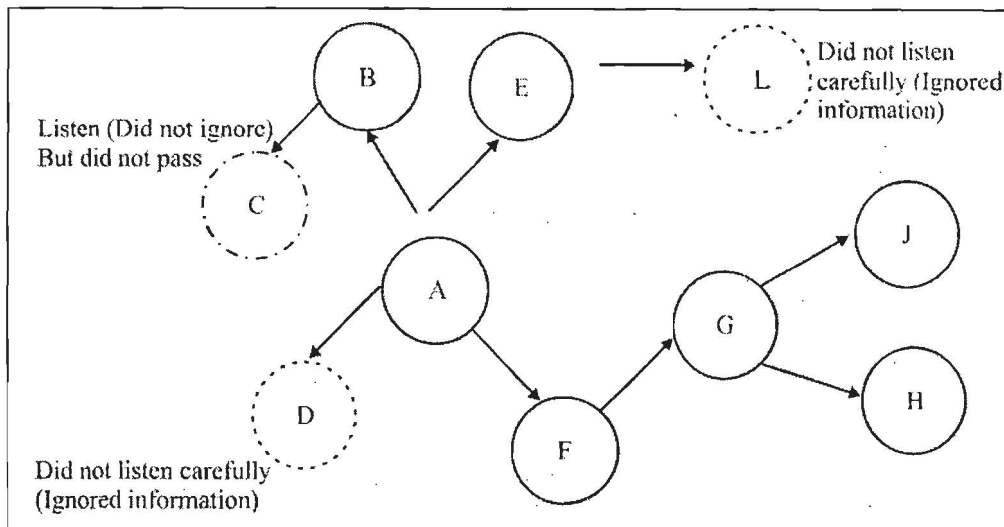 B
E
L
Did not listen
carefully (Ignored
information)
Listen (Did not ignore)
But did not pass
C
A
J
G
D
H
F
Did not listen carefully
(Ignored information)